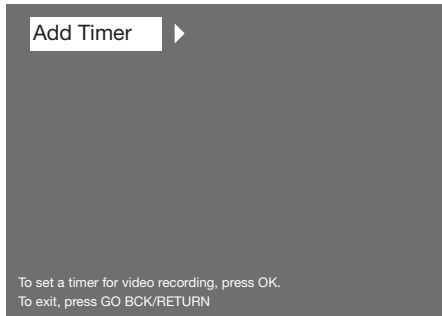 Add Timer
To set a timer for video recording, press OK.
To exit, press GO BCK/RETURN